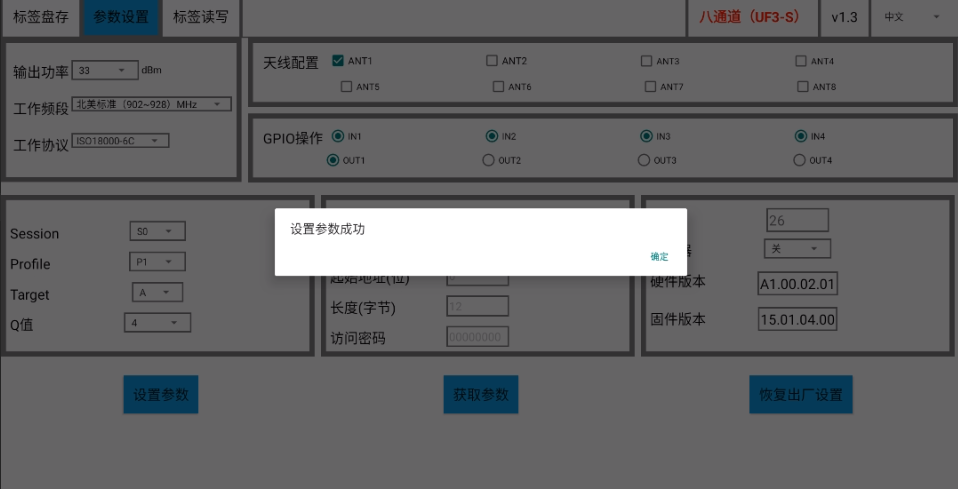 标签盘存 参数设置 标签读写 八通道（UF3-S） v1.3 中文
输出功率 33 dBm
工作频段 北美标准（902~928）MHz
工作协议 ISO18000-6C
天线配置 ANT1 ANT2 ANT3 ANT4
ANT5 ANT6 ANT7 ANT8
GPIO操作 IN1 IN2 IN3 IN4
OUT1 OUT2 OUT3 OUT4
Session S0
Profile P1
Target A
Q值 4
设置参数成功
确定
起始地址(位)
长度(字节) 12
访问密码 00000000
26
器 关
硬件版本 A1.00.02.01
固件版本 15.01.04.00
设置参数 获取参数 恢复出厂设置